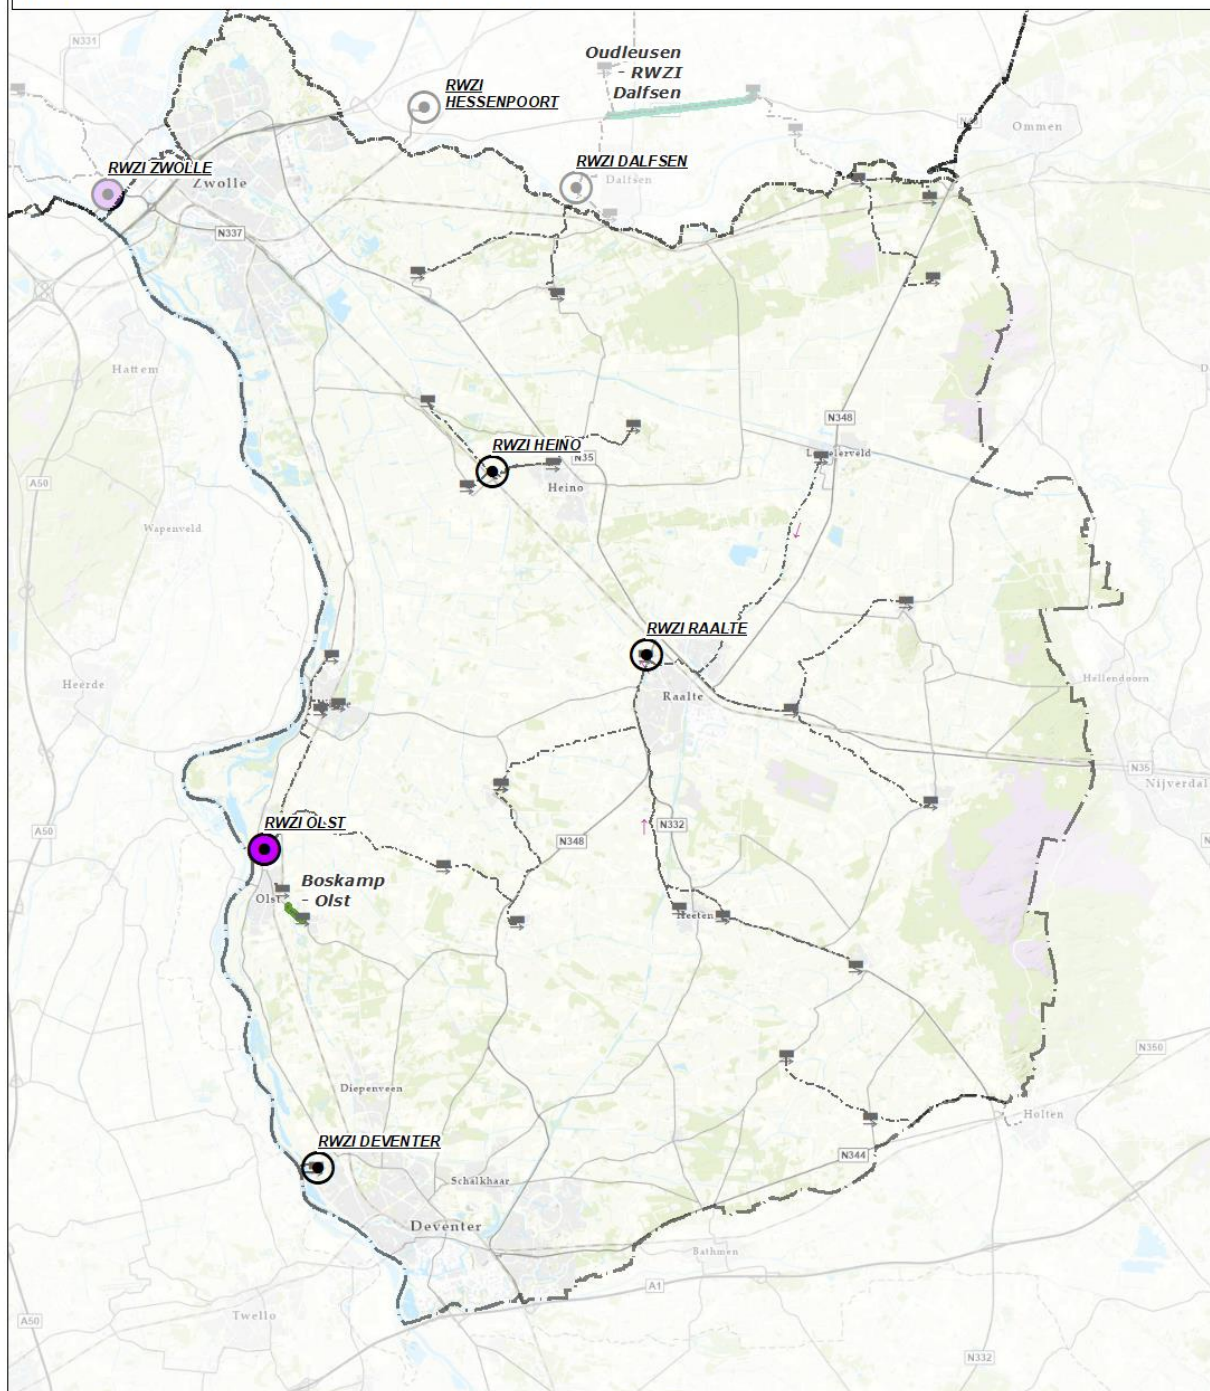 N331
Oudleusen
- RWZI
Dalfsen
RWZI
HESSENPOORT
Ommen
RWZI ZWOLLE
Zwolle
RWZI DALFSEN
Dalfsen
N337
Hattem
N348
RWZI HEINO
N35
Heino
A50
Wapenveld
RWZI RAALTE
Raalte
Heerde
Hellendoorn
N35
Nijverdal
A50
RWZI OLST
N332
N348
Boskamp
- Olst
Olst
Heeten
N350
Diepenveen
Holten
RWZI DEVENTER
N344
Schalkhaar
Deventer
Bathmen
A1
Twello
A50
N332